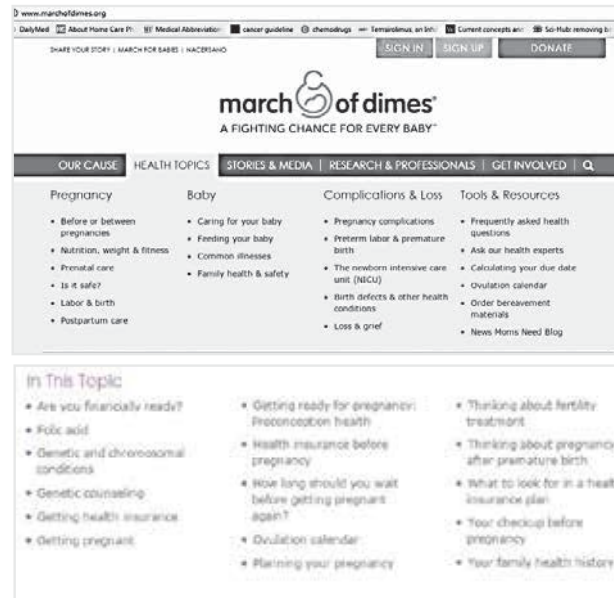 www.marchofdimes.org
DailyMed
About Home Care Ph
Medical Abbreviation
cancer guideline
chemodrugs
Temsirolimus, an Inhi
Current concepts and
Sci-Hub: removing ba
SHARE YOUR STORY | MARCH FOR BABIES | NACERSANO
SIGN IN
SIGN UP
DONATE
march of dimes®
A FIGHTING CHANCE FOR EVERY BABY™
OUR CAUSE
HEALTH TOPICS
STORIES & MEDIA | RESEARCH & PROFESSIONALS | GET INVOLVED |
Pregnancy
• Before or between
pregnancies
• Nutrition, weight & fitness
• Prenatal care
• Is it safe?
• Labor & birth
• Postpartum care
Baby
• Caring for your baby
• Feeding your baby
• Common illnesses
• Family health & safety
Complications & Loss
• Pregnancy complications
• Preterm labor & premature
birth
• The newborn intensive care
unit (NICU)
• Birth defects & other health
conditions
• Loss & grief
Tools & Resources
• Frequently asked health
questions
• Ask our health experts
• Calculating your due date
• Ovulation calendar
• Order bereavement
materials
• News Moms Need Blog
In This Topic
• Are you financially ready?
• Folic acid
• Genetic and chromosomal
conditions
• Genetic counseling
• Getting health insurance
• Getting pregnant
• Getting ready for pregnancy:
Preconception health
• Health insurance before
pregnancy
• How long should you wait
before getting pregnant
again?
• Ovulation calendar
• Planning your pregnancy
• Thinking about fertility
treatment
• Thinking about pregnancy
after premature birth
• What to look for in a healt
insurance plan
• Your checkup before
pregnancy
• Your family health history